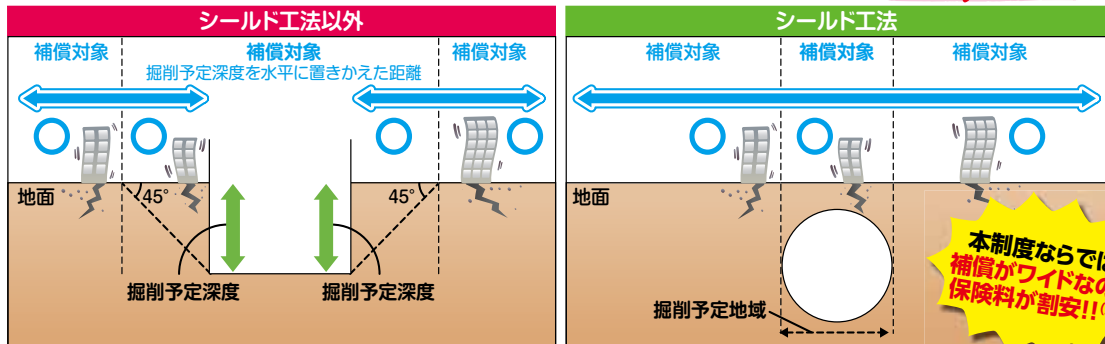 シールド工法以外
補償対象
補償対象
補償対象
掘削予定深度を水平に置きかえた距離
地面
45°
45°
掘削予定深度
掘削予定深度
シールド工法
補償対象
補償対象
補償対象
地面
掘削予定地域
本制度ならでは
補償がワイドなの
保険料が割安!!